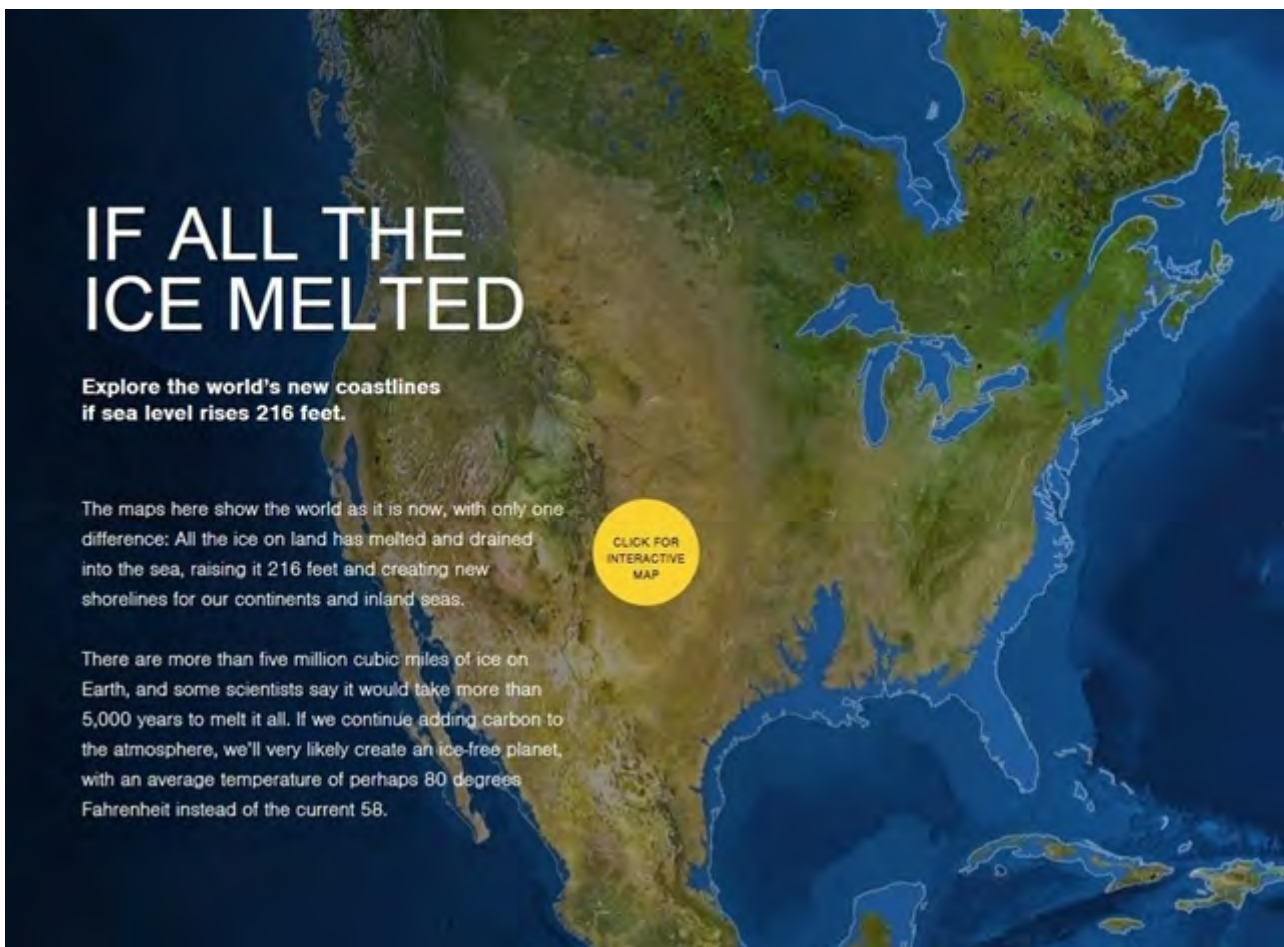 IF ALL THE
ICE MELTED
Explore the world's new coastlines
if sea level rises 216 feet.
The maps here show the world as it is now, with only one
difference: All the ice on land has melted and drained
into the sea, raising it 216 feet and creating new
shorelines for our continents and inland seas.
There are more than five million cubic miles of ice on
Earth, and some scientists say it would take more than
5,000 years to melt it all. If we continue adding carbon to
the atmosphere, we'll very likely create an ice-free planet,
with an average temperature of perhaps 80 degrees
Fahrenheit instead of the current 58.
CLICK FOR
INTERACTIVE
MAP